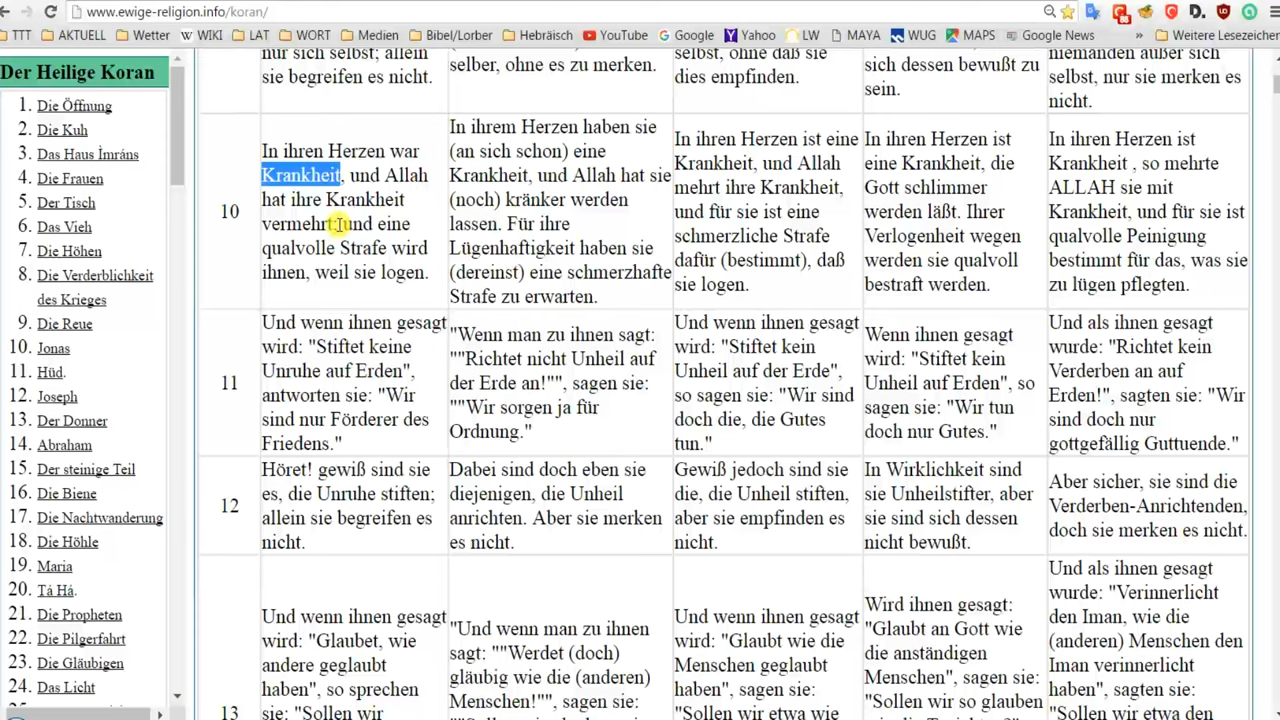 www.ewige-religion.info/koran/
TTT AKTUELL Wetter WIKI LAT WORT Medien Bibel/Lorber Hebräisch YouTube Google Yahoo LW MAYA WUG MAPS Google News » Weitere Lesezeichen
Der Heilige Koran
1. Die Öffnung
2. Die Kuh
3. Das Haus Imráns
4. Die Frauen
5. Der Tisch
6. Das Vieh
7. Die Höhen
8. Die Verderblichkeit
des Krieges
9. Die Reue
10. Jonas
11. Húd.
12. Joseph
13. Der Donner
14. Abraham
15. Der steinige Teil
16. Die Biene
17. Die Nachtwanderung
18. Die Höhle
19. Maria
20. Tá Há.
21. Die Propheten
22. Die Pilgerfahrt
23. Die Gläubigen
24. Das Licht
nur sich selbst; allein
sie begreifen es nicht.
selber, ohne es zu merken.
selbst, ohne daß sie
dies empfinden.
sich dessen bewußt zu
sein.
niemanden außer sich
selbst, nur sie merken es
nicht.
10
In ihren Herzen war
Krankheit, und Allah
hat ihre Krankheit
vermehrt; und eine
qualvolle Strafe wird
ihnen, weil sie logen.
In ihrem Herzen haben sie
(an sich schon) eine
Krankheit, und Allah hat sie
(noch) kränker werden
lassen. Für ihre
Lügenhaftigkeit haben sie
(dereinst) eine schmerzhafte
Strafe zu erwarten.
In ihren Herzen ist eine
Krankheit, und Allah
mehrt ihre Krankheit,
und für sie ist eine
schmerzliche Strafe
dafür (bestimmt), daß
sie logen.
In ihren Herzen ist
eine Krankheit, die
Gott schlimmer
werden läßt. Ihrer
Verlogenheit wegen
werden sie qualvoll
bestraft werden.
In ihren Herzen ist
Krankheit , so mehrte
ALLAH sie mit
Krankheit, und für sie ist
qualvolle Peinigung
bestimmt für das, was sie
zu lügen pflegten.
11
Und wenn ihnen gesagt
wird: "Stiftet keine
Unruhe auf Erden",
antworten sie: "Wir
sind nur Förderer des
Friedens."
"Wenn man zu ihnen sagt:
""Richtet nicht Unheil auf
der Erde an!"", sagen sie:
""Wir sorgen ja für
Ordnung."
Und wenn ihnen gesagt
wird: "Stiftet kein
Unheil auf der Erde",
so sagen sie: "Wir sind
doch die, die Gutes
tun."
Wenn ihnen gesagt
wird: "Stiftet kein
Unheil auf Erden", so
sagen sie: "Wir tun
doch nur Gutes."
Und als ihnen gesagt
wurde: "Richtet kein
Verderben an auf
Erden!", sagten sie: "Wir
sind doch nur
gottgefällig Guttuende."
12
Höret! gewiß sind sie
es, die Unruhe stiften;
allein sie begreifen es
nicht.
Dabei sind doch eben sie
diejenigen, die Unheil
anrichten. Aber sie merken
es nicht.
Gewiß jedoch sind sie
die, die Unheil stiften,
aber sie empfinden es
nicht.
In Wirklichkeit sind
sie Unheilstifter, aber
sie sind sich dessen
nicht bewußt.
Aber sicher, sie sind die
Verderben-Anrichtenden,
doch sie merken es nicht.
13
Und wenn ihnen gesagt
wird: "Glaubet, wie
andere geglaubt
haben", so sprechen
sie: "Sollen wir
"Und wenn man zu ihnen
sagt: ""Werdet (doch)
gläubig wie die (anderen)
Menschen!"", sagen sie:
Und wenn ihnen gesagt
wird: "Glaubt wie die
Menschen geglaubt
haben", sagen sie:
"Sollen wir etwa wie
Wird ihnen gesagt:
"Glaubt an Gott wie
die anständigen
Menschen", sagen sie:
"Sollen wir so glauben
Und als ihnen gesagt
wurde: "Verinnerlicht
den Iman, wie die
(anderen) Menschen den
Iman verinnerlicht
haben", sagten sie:
"Sollen wir etwa den